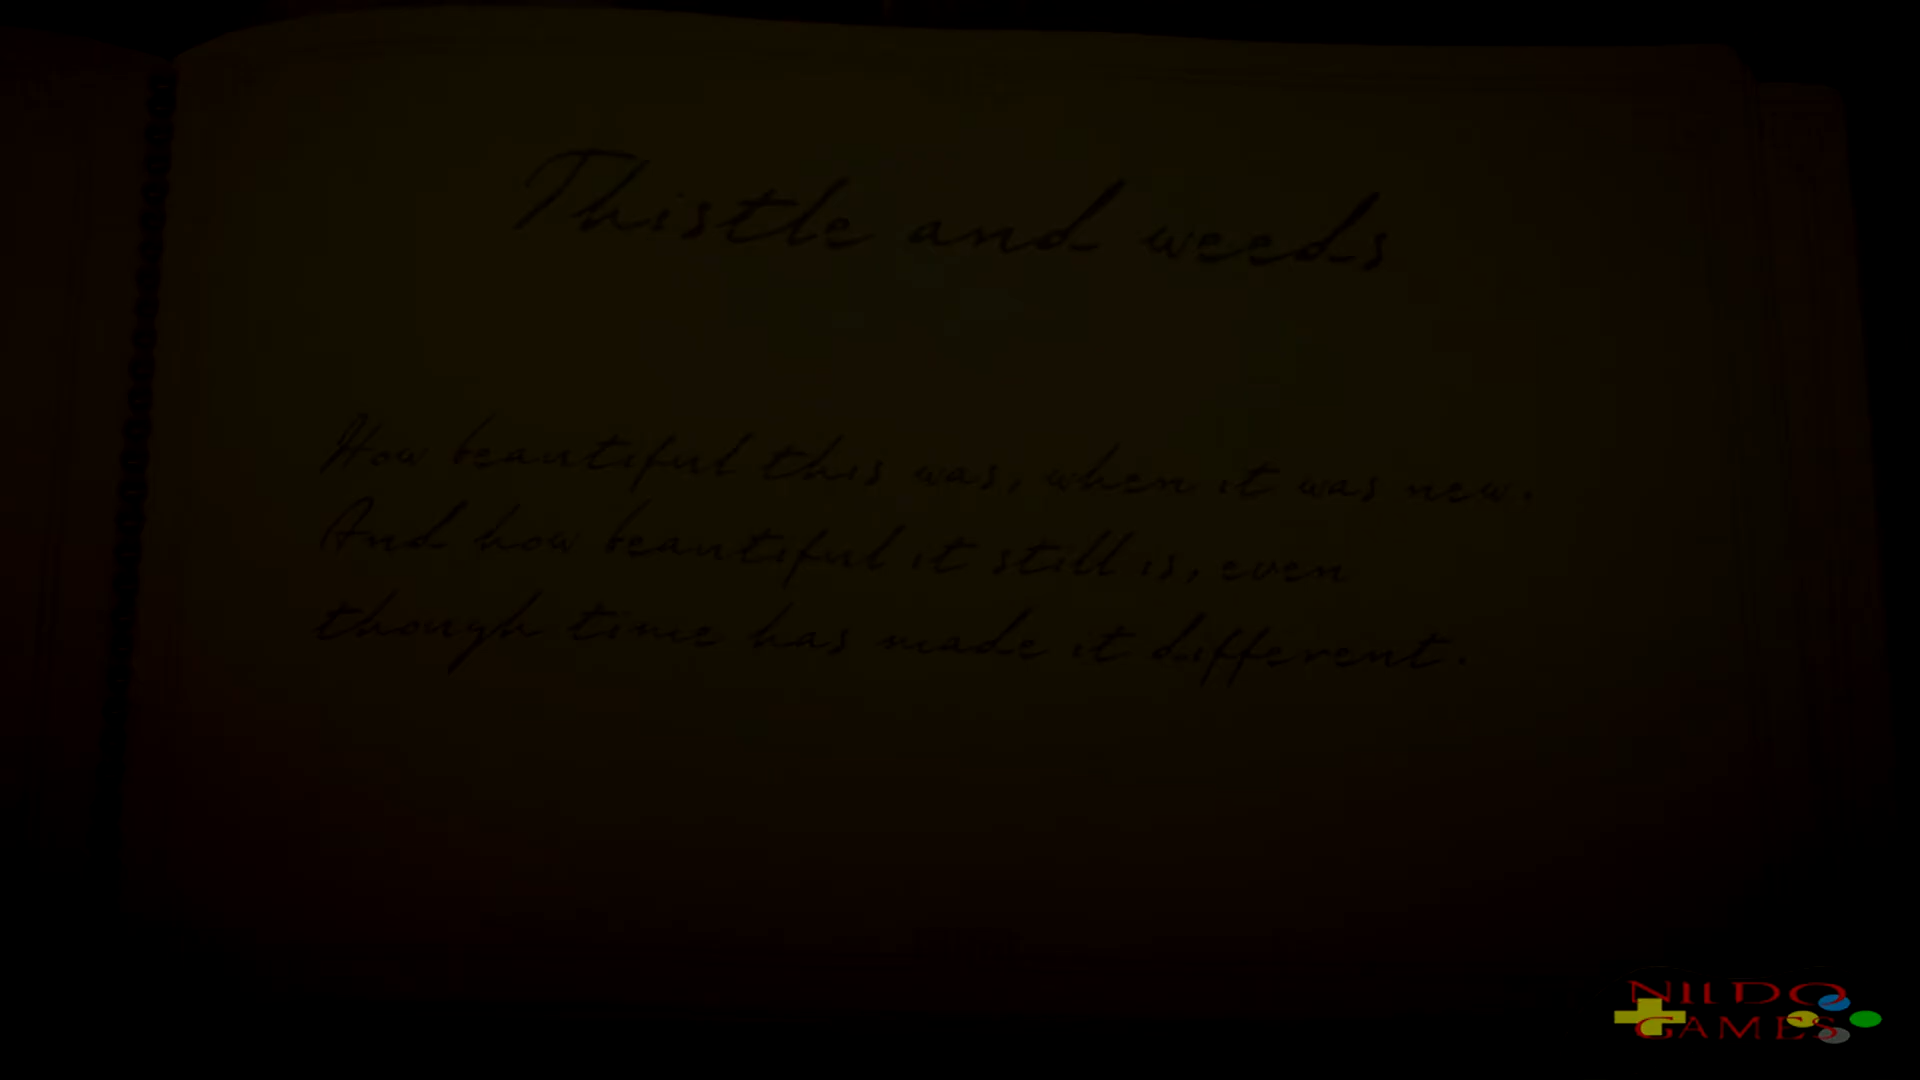 Thistle and weeds
How beautiful this was, when it was new.
And how beautiful it still is, even
though time has made it different.
NILDO
GAMES